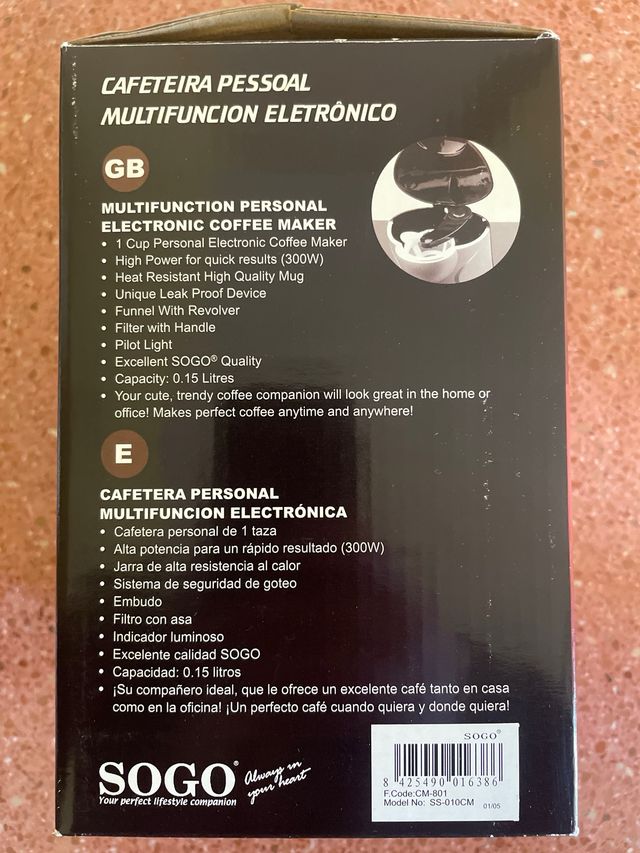 CAFETEIRA PESSOAL
MULTIFUNCION ELETRÔNICO
GB
MULTIFUNCTION PERSONAL
ELECTRONIC COFFEE MAKER
• 1 Cup Personal Electronic Coffee Maker
• High Power for quick results (300W)
• Heat Resistant High Quality Mug
• Unique Leak Proof Device
• Funnel With Revolver
• Filter with Handle
• Pilot Light
• Excellent SOGO® Quality
• Capacity: 0.15 Litres
• Your cute, trendy coffee companion will look great in the home or
office! Makes perfect coffee anytime and anywhere!
E
CAFETERA PERSONAL
MULTIFUNCION ELECTRÓNICA
• Cafetera personal de 1 taza
• Alta potencia para un rápido resultado (300W)
• Jarra de alta resistencia al calor
• Sistema de seguridad de goteo
• Embudo
• Filtro con asa
• Indicador luminoso
• Excelente calidad SOGO
• Capacidad: 0.15 litros
• ¡Su compañero ideal, que le ofrece un excelente café tanto en casa
como en la oficina! ¡Un perfecto café cuando quiera y donde quiera!
SOGO®
Your perfect lifestyle companion
Always in
your heart
SOGO®
8 425490 016386
F.Code:CM-801
Model No: SS-010CM 01/05